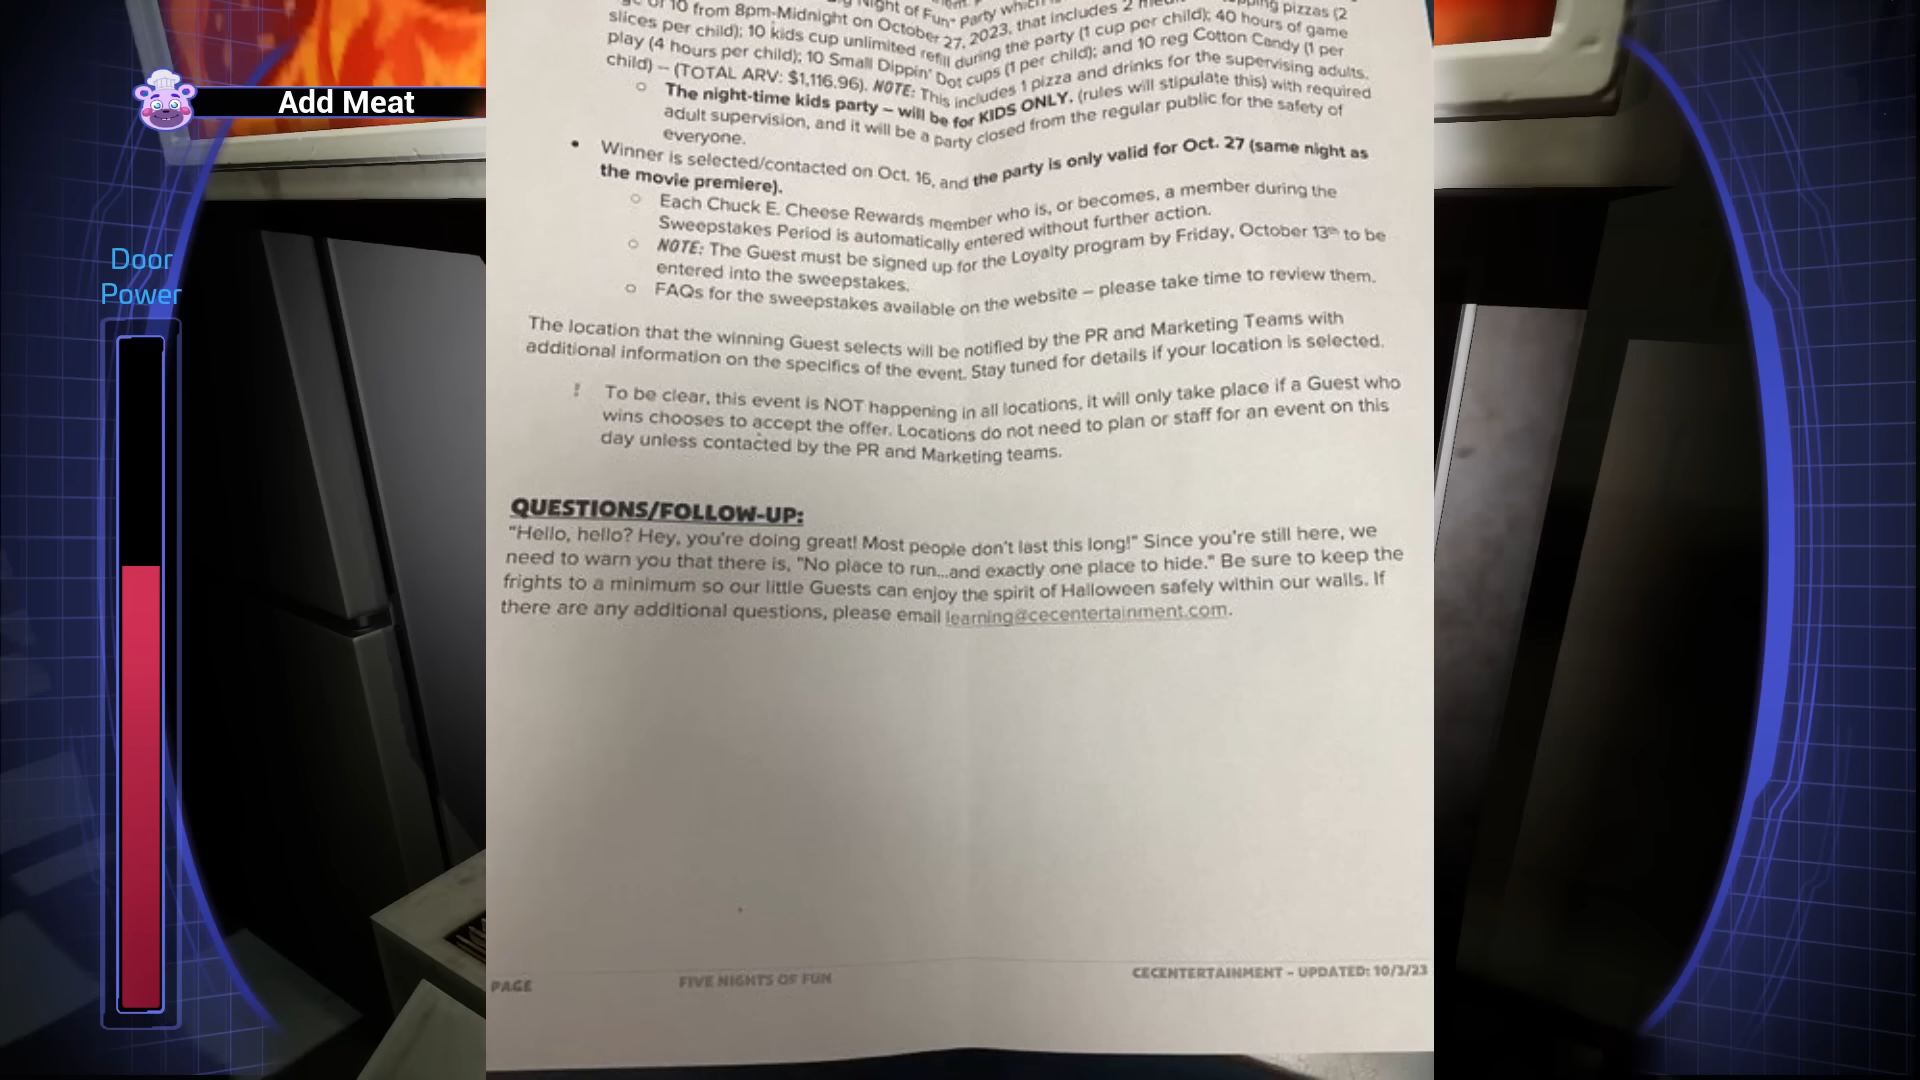 Add Meat
Door
Power
Night of Fun" Party which
of 10 from 8pm-Midnight on October 27, 2023, that includes 2 pizzas (2
slices per child); 10 kids cup unlimited refill during the party (1 cup per child); 40 hours of game
play (4 hours per child); 10 Small Dippin' Dot cups (1 per child); and 10 reg Cotton Candy (1 per
child) – (TOTAL ARV: $1,116.96). NOTE: This includes 1 pizza and drinks for the supervising adults.
o The night-time kids party – will be for KIDS ONLY. (rules will stipulate this) with required
adult supervision, and it will be a party closed from the regular public for the safety of
everyone.
• Winner is selected/contacted on Oct. 16, and the party is only valid for Oct. 27 (same night as
the movie premiere).
o Each Chuck E. Cheese Rewards member who is, or becomes, a member during the
Sweepstakes Period is automatically entered without further action.
o NOTE: The Guest must be signed up for the Loyalty program by Friday, October 13th to be
entered into the sweepstakes.
o FAQs for the sweepstakes available on the website – please take time to review them.
The location that the winning Guest selects will be notified by the PR and Marketing Teams with
additional information on the specifics of the event. Stay tuned for details if your location is selected.
! To be clear, this event is NOT happening in all locations, it will only take place if a Guest who
wins chooses to accept the offer. Locations do not need to plan or staff for an event on this
day unless contacted by the PR and Marketing teams.
QUESTIONS/FOLLOW-UP:
"Hello, hello? Hey, you're doing great! Most people don't last this long!" Since you're still here, we
need to warn you that there is, "No place to run...and exactly one place to hide." Be sure to keep the
frights to a minimum so our little Guests can enjoy the spirit of Halloween safely within our walls. If
there are any additional questions, please email learning@cecentertainment.com.
PAGE FIVE NIGHTS OF FUN CECENTERTAINMENT – UPDATED: 10/3/23